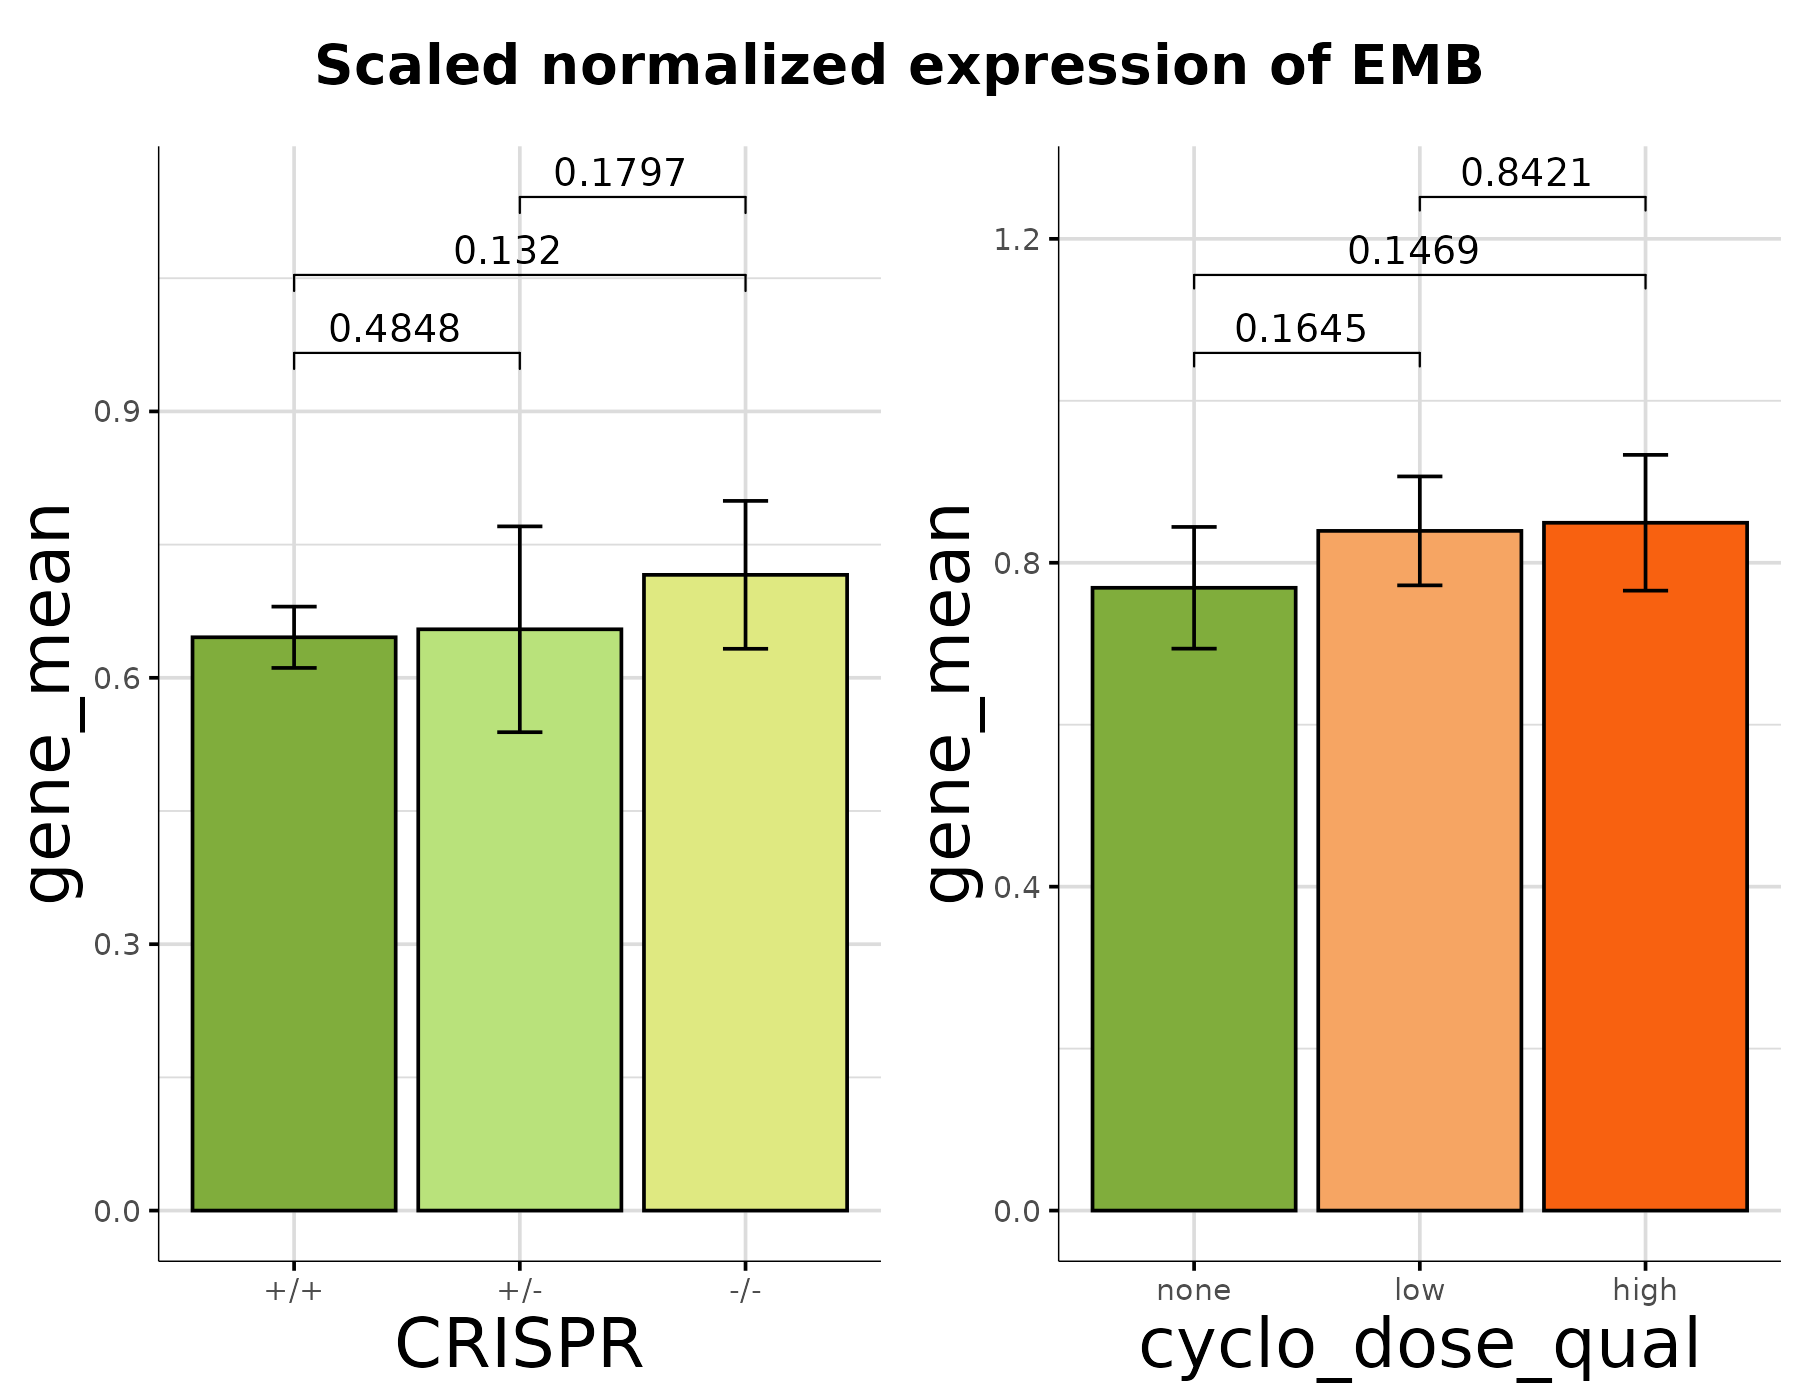 Scaled normalized expression of EMB
0.1797
0.132
0.4848
0.9
0.6
0.3
0.0
gene_mean
+/+ +/- -/-
CRISPR
0.8421
0.1469
0.1645
1.2
0.8
0.4
0.0
gene_mean
none low high
cyclo_dose_qual